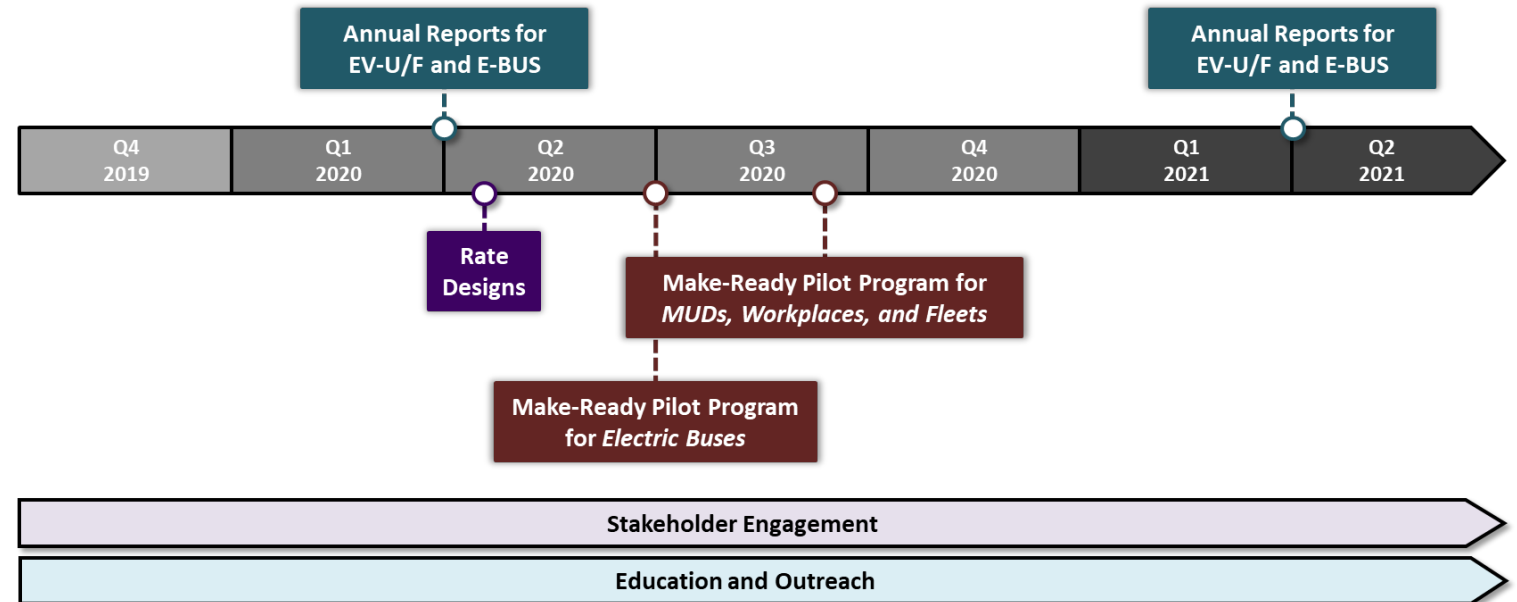 Annual Reports for
EV-U/F and E-BUS
Annual Reports for
EV-U/F and E-BUS
Q4
2019
Q1
2020
Q2
2020
Q3
2020
Q4
2020
Q1
2021
Q2
2021
Rate
Designs
Make-Ready Pilot Program for
MUDs, Workplaces, and Fleets
Make-Ready Pilot Program
for Electric Buses
Stakeholder Engagement
Education and Outreach